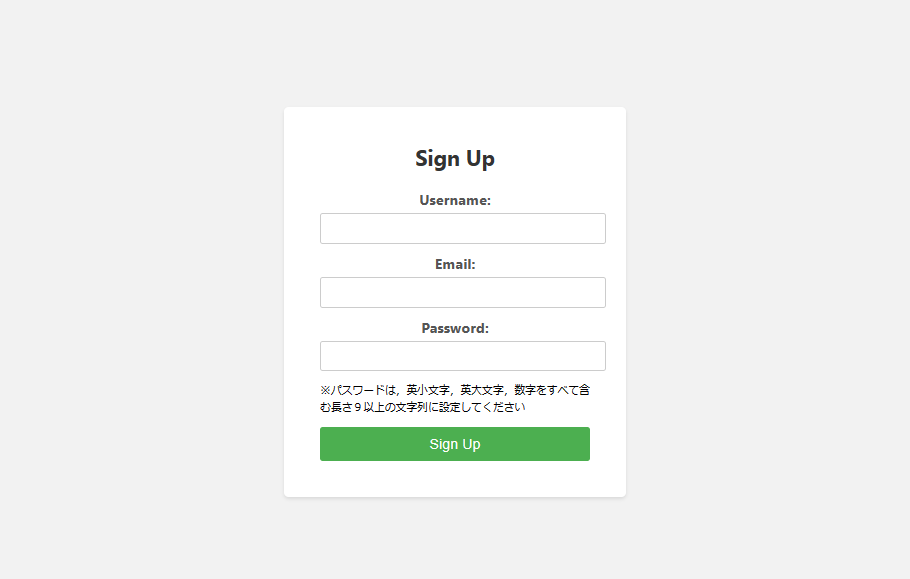 Sign Up
Username:
Email:
Password:
※パスワードは，英小文字，英大文字，数字をすべて含
む長さ９以上の文字列に設定してください
Sign Up